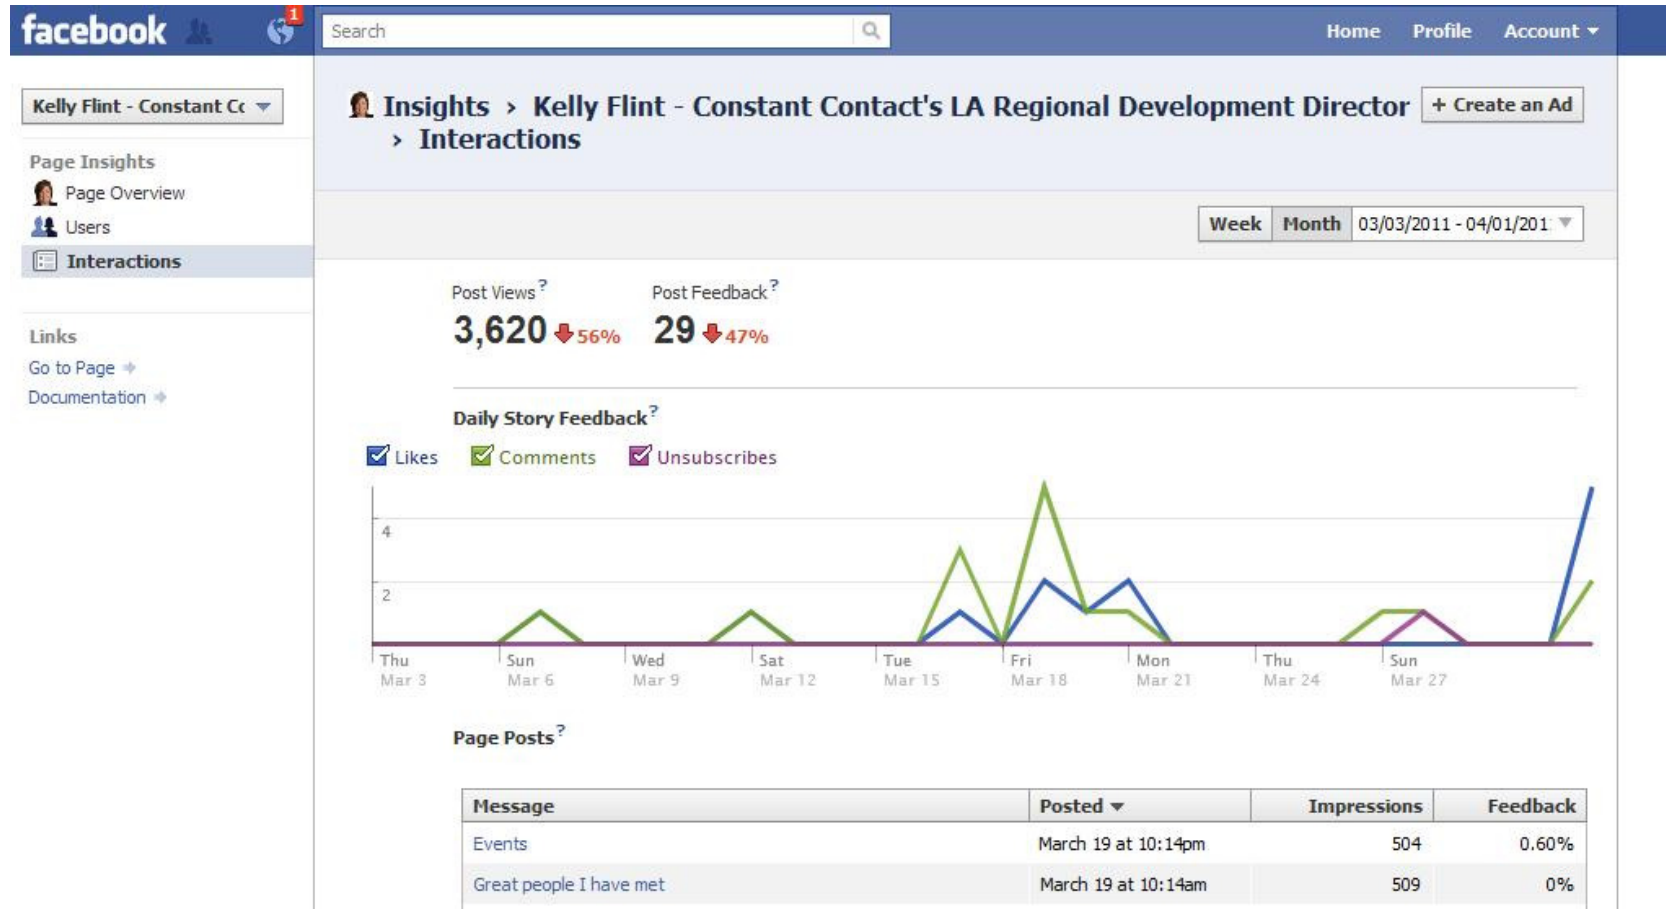 facebook
1
Search
Home Profile Account
Kelly Flint - Constant Cc
Page Insights
Page Overview
Users
Interactions
Links
Go to Page
Documentation
Insights › Kelly Flint - Constant Contact's LA Regional Development Director
› Interactions
+ Create an Ad
Week Month 03/03/2011 - 04/01/201
Post Views? Post Feedback?
3,620 56% 29 47%
Daily Story Feedback?
Likes Comments Unsubscribes
4
2
Thu Sun Wed Sat Tue Fri Mon Thu Sun
Mar 3 Mar 6 Mar 9 Mar 12 Mar 15 Mar 18 Mar 21 Mar 24 Mar 27
Page Posts?
Message Posted Impressions Feedback
Events March 19 at 10:14pm 504 0.60%
Great people I have met March 19 at 10:14am 509 0%